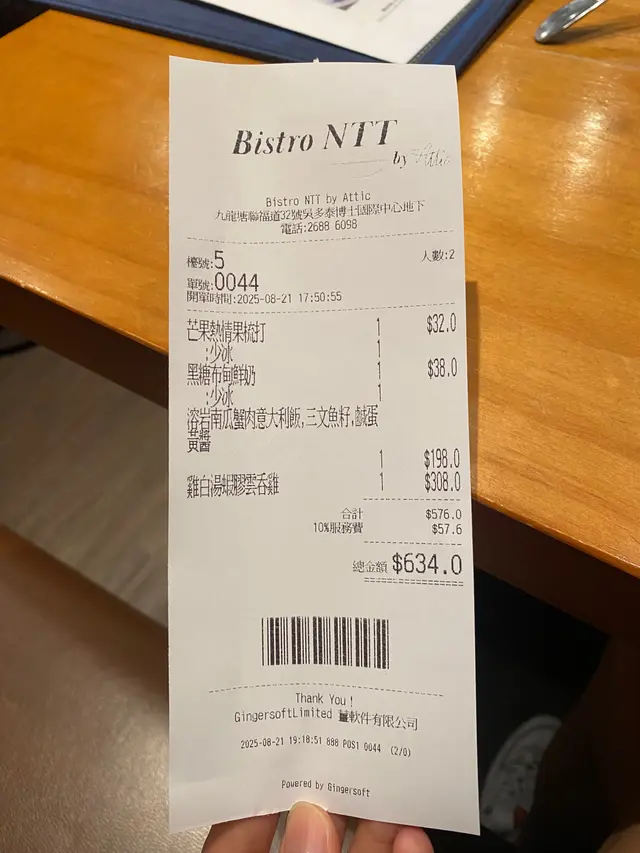 Bistro NTT
by Attic
Bistro NTT by Attic
九龍塘聯福道32號吳多泰博士國際中心地下
電話:2688 6098
檯號:5 人數:2
單號:0044
開單時間:2025-08-21 17:50:55
芒果熱情果梳打 1 $32.0
:少冰 1
黑糖布甸鮮奶 1 $38.0
:少冰 1
溶岩南瓜蟹肉意大利飯,三文魚籽,鹹蛋
黃醬
1 $198.0
雞白湯蝦膠雲吞雞 1 $308.0
合計 $576.0
10%服務費 $57.6
總金額 $634.0
Thank You !
GingersoftLimited 薑軟件有限公司
2025-08-21 19:18:51 888 POS1 0044 (2/0)
Powered by Gingersoft